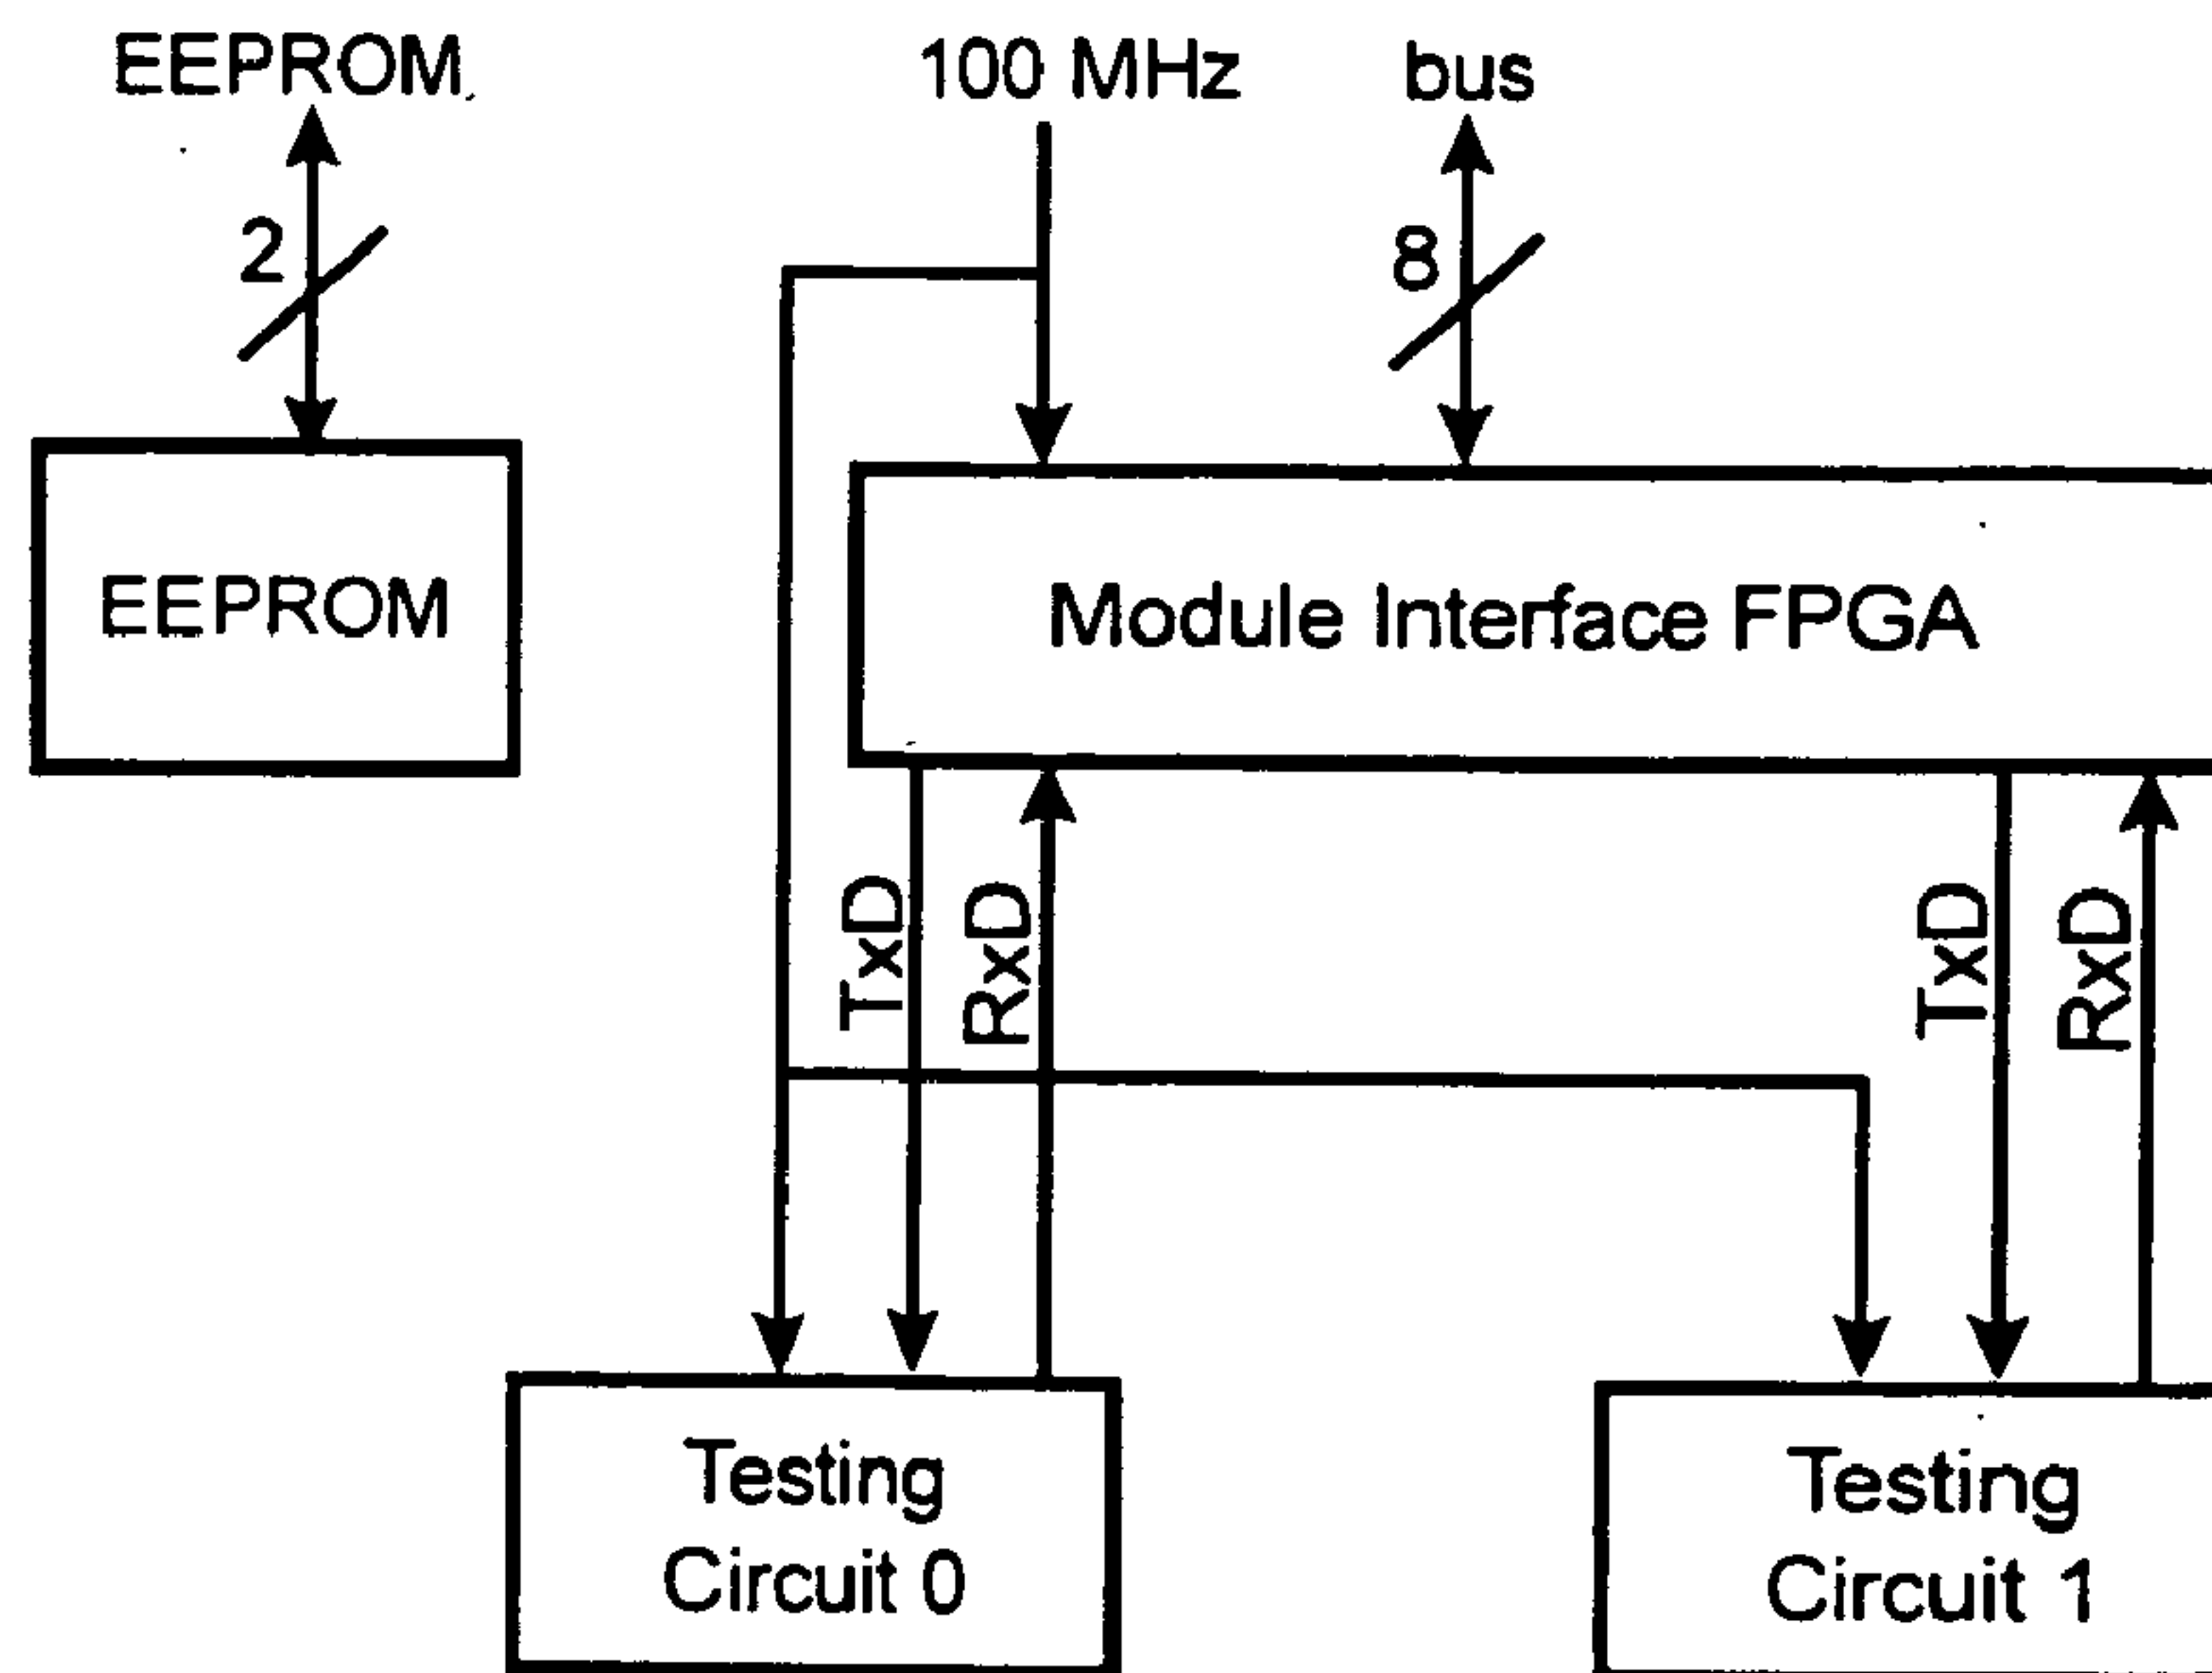 EEPROM
100 MHz
bus
2
8
EEPROM
Module Interface FPGA
TxD
RxD
TxD
RxD
Testing
Circuit 0
Testing
Circuit 1